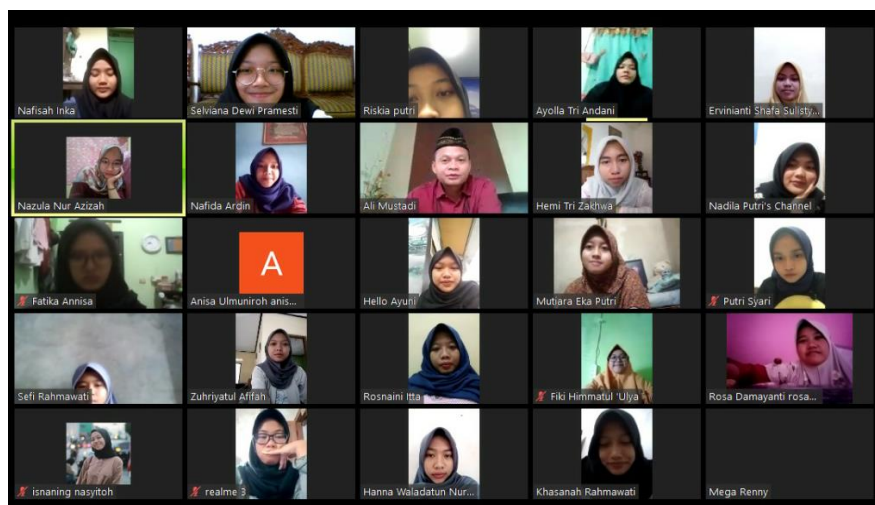 Nafisah Inka
Selviana Dewi Pramesti
Riskia putri
Ayolla Tri Andani
Ervinianti Shafa Sulisty...
Nazula Nur Azizah
Nafida Ardin
Ali Mustadi
Hemi Tri Zakhwa
Nadila Putri's Channel
Fatika Annisa
A
Anisa Ulmuniroh anis...
Hello Ayuni
Mutiara Eka Putri
Putri Syari
Sefi Rahmawati
Zuhriyatul Afifah
Rosnaini Itta
Fiki Himmatul 'Ulya
Rosa Damayanti rosa...
isnaning nasyitoh
realme 3
Hanna Waladatun Nur...
Khasanah Rahmawati
Mega Renny